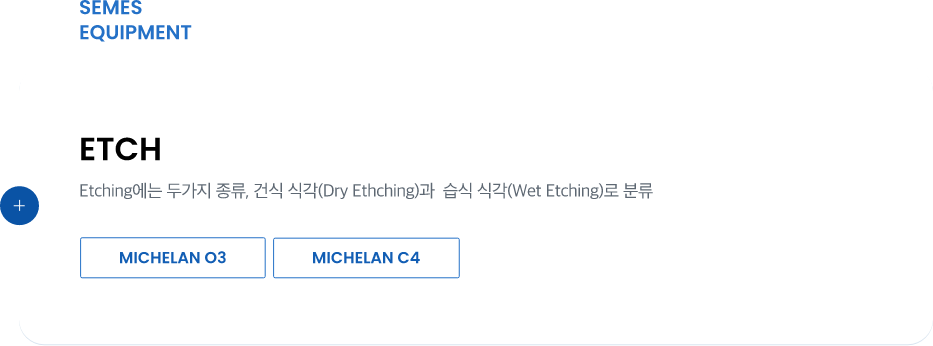 SEMES
EQUIPMENT
ETCH
Etching에는 두가지 종류, 건식 식각(Dry Ethching)과  습식 식각(Wet Etching)로 분류
+
MICHELAN O3 MICHELAN C4